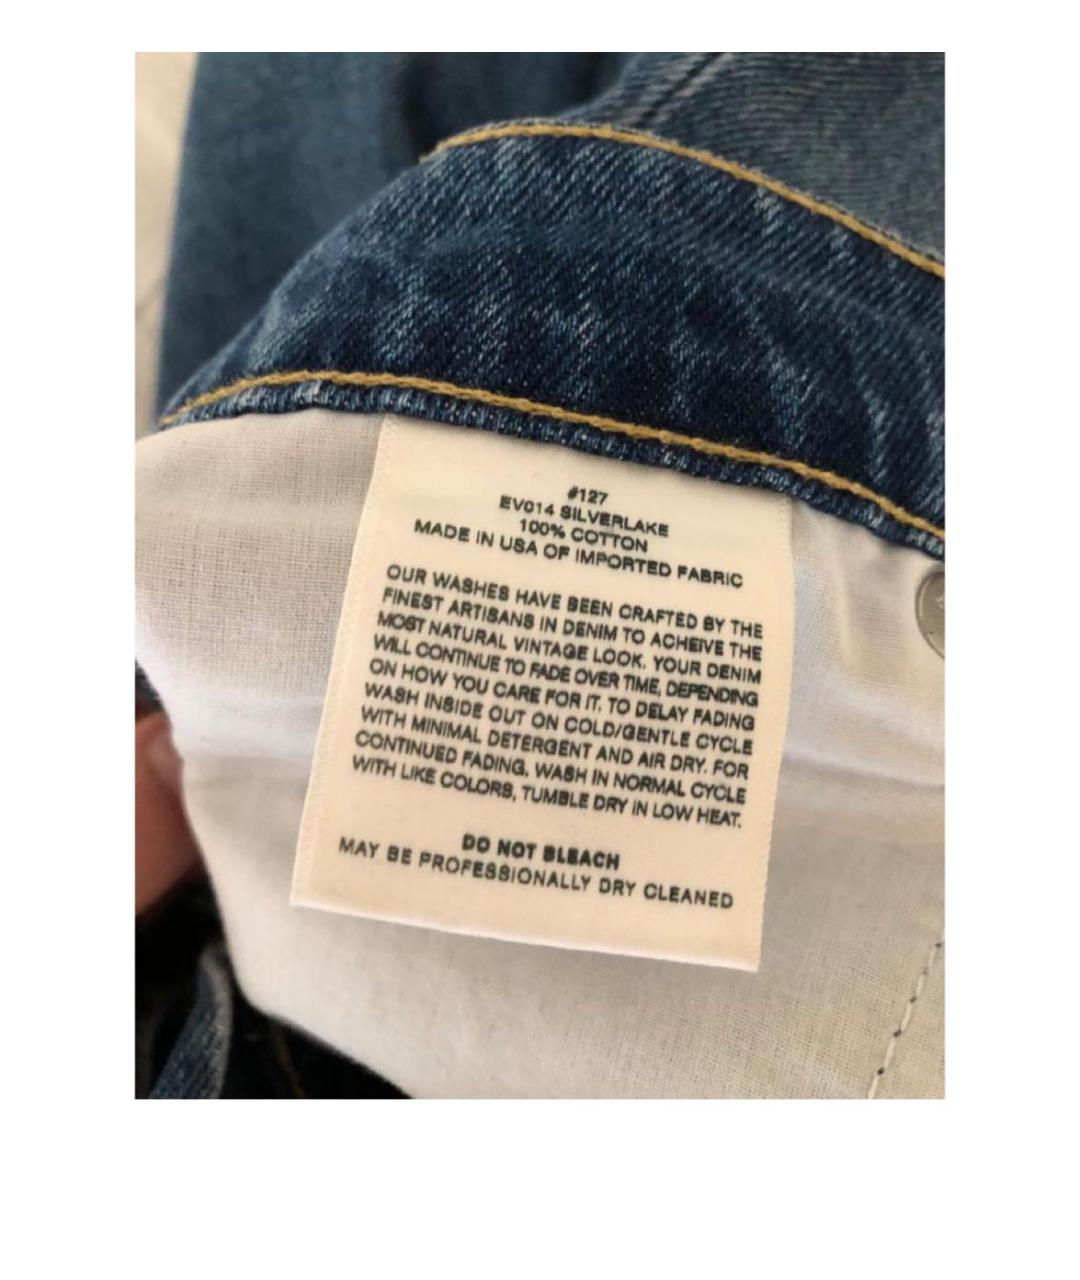 #127
EV014 SILVERLAKE
100% COTTON
MADE IN USA OF IMPORTED FABRIC
OUR WASHES HAVE BEEN CRAFTED BY THE
FINEST ARTISANS IN DENIM TO ACHEIVE THE
MOST NATURAL VINTAGE LOOK. YOUR DENIM
WILL CONTINUE TO FADE OVER TIME, DEPENDING
ON HOW YOU CARE FOR IT. TO DELAY FADING
WASH INSIDE OUT ON COLD/GENTLE CYCLE
WITH MINIMAL DETERGENT AND AIR DRY. FOR
CONTINUED FADING, WASH IN NORMAL CYCLE
WITH LIKE COLORS, TUMBLE DRY IN LOW HEAT.
DO NOT BLEACH
MAY BE PROFESSIONALLY DRY CLEANED